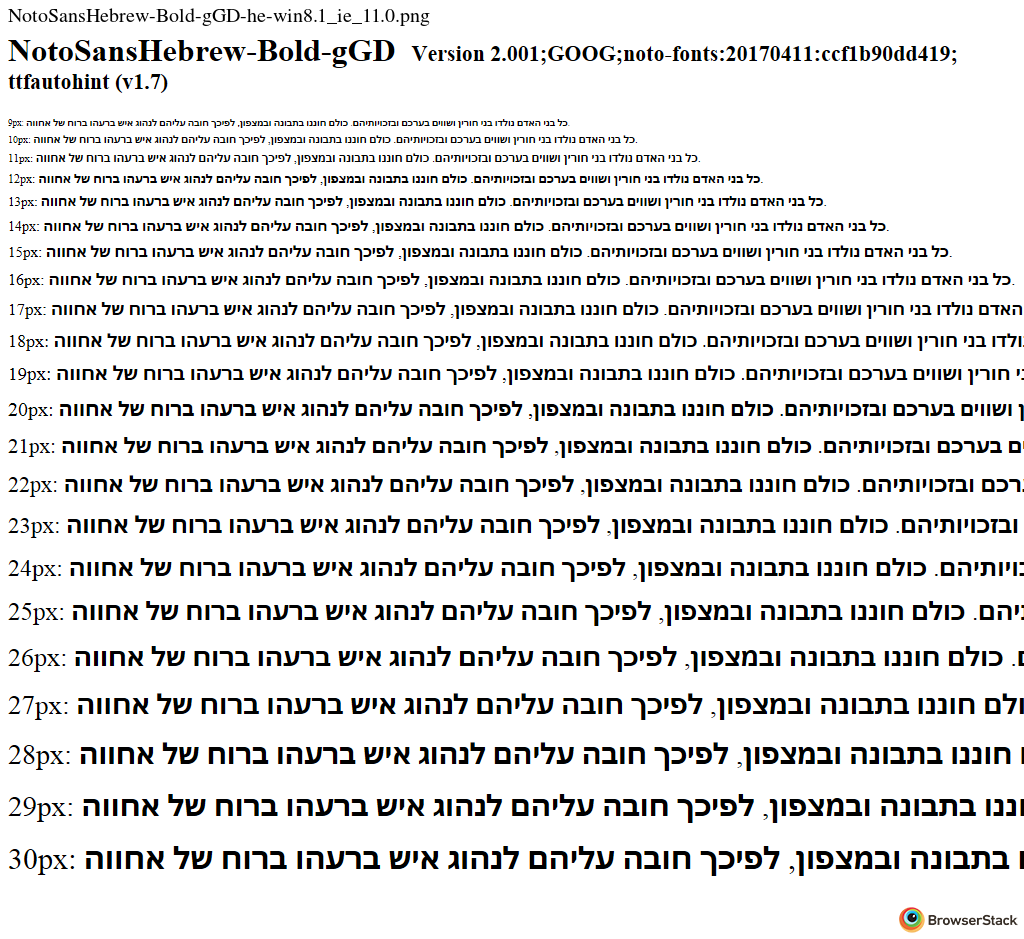 NotoSansHebrew-Bold-gGD-he-win8.1_ie_11.0.png
NotoSansHebrew-Bold-gGD Version 2.001;GOOG;noto-fonts:20170411:ccf1b90dd419;
ttfautohint (v1.7)
9px: כל בני האדם נולדו בני חורין ושווים בערכם ובזכויותיהם. כולם חוננו בתבונה ובמצפון, לפיכך חובה עליהם לנהוג איש ברעהו ברוח של אחווה.
10px: כל בני האדם נולדו בני חורין ושווים בערכם ובזכויותיהם. כולם חוננו בתבונה ובמצפון, לפיכך חובה עליהם לנהוג איש ברעהו ברוח של אחווה.
11px: כל בני האדם נולדו בני חורין ושווים בערכם ובזכויותיהם. כולם חוננו בתבונה ובמצפון, לפיכך חובה עליהם לנהוג איש ברעהו ברוח של אחווה.
12px: כל בני האדם נולדו בני חורין ושווים בערכם ובזכויותיהם. כולם חוננו בתבונה ובמצפון, לפיכך חובה עליהם לנהוג איש ברעהו ברוח של אחווה.
13px: כל בני האדם נולדו בני חורין ושווים בערכם ובזכויותיהם. כולם חוננו בתבונה ובמצפון, לפיכך חובה עליהם לנהוג איש ברעהו ברוח של אחווה.
14px: כל בני האדם נולדו בני חורין ושווים בערכם ובזכויותיהם. כולם חוננו בתבונה ובמצפון, לפיכך חובה עליהם לנהוג איש ברעהו ברוח של אחווה.
15px: כל בני האדם נולדו בני חורין ושווים בערכם ובזכויותיהם. כולם חוננו בתבונה ובמצפון, לפיכך חובה עליהם לנהוג איש ברעהו ברוח של אחווה.
16px: כל בני האדם נולדו בני חורין ושווים בערכם ובזכויותיהם. כולם חוננו בתבונה ובמצפון, לפיכך חובה עליהם לנהוג איש ברעהו ברוח של אחווה.
17px: האדם נולדו בני חורין ושווים בערכם ובזכויותיהם. כולם חוננו בתבונה ובמצפון, לפיכך חובה עליהם לנהוג איש ברעהו ברוח של אחווה
18px: בני חורין ושווים בערכם ובזכויותיהם. כולם חוננו בתבונה ובמצפון, לפיכך חובה עליהם לנהוג איש ברעהו ברוח של אחווה
19px: חורין ושווים בערכם ובזכויותיהם. כולם חוננו בתבונה ובמצפון, לפיכך חובה עליהם לנהוג איש ברעהו ברוח של אחווה
20px: ושווים בערכם ובזכויותיהם. כולם חוננו בתבונה ובמצפון, לפיכך חובה עליהם לנהוג איש ברעהו ברוח של אחווה
21px: בערכם ובזכויותיהם. כולם חוננו בתבונה ובמצפון, לפיכך חובה עליהם לנהוג איש ברעהו ברוח של אחווה
22px: ובזכויותיהם. כולם חוננו בתבונה ובמצפון, לפיכך חובה עליהם לנהוג איש ברעהו ברוח של אחווה
23px: ובזכויותיהם. כולם חוננו בתבונה ובמצפון, לפיכך חובה עליהם לנהוג איש ברעהו ברוח של אחווה
24px: כולם חוננו בתבונה ובמצפון, לפיכך חובה עליהם לנהוג איש ברעהו ברוח של אחווה
25px: כולם חוננו בתבונה ובמצפון, לפיכך חובה עליהם לנהוג איש ברעהו ברוח של אחווה
26px: כולם חוננו בתבונה ובמצפון, לפיכך חובה עליהם לנהוג איש ברעהו ברוח של אחווה
27px: חוננו בתבונה ובמצפון, לפיכך חובה עליהם לנהוג איש ברעהו ברוח של אחווה
28px: חוננו בתבונה ובמצפון, לפיכך חובה עליהם לנהוג איש ברעהו ברוח של אחווה
29px: בתבונה ובמצפון, לפיכך חובה עליהם לנהוג איש ברעהו ברוח של אחווה
30px: בתבונה ובמצפון, לפיכך חובה עליהם לנהוג איש ברעהו ברוח של אחווה
BrowserStack